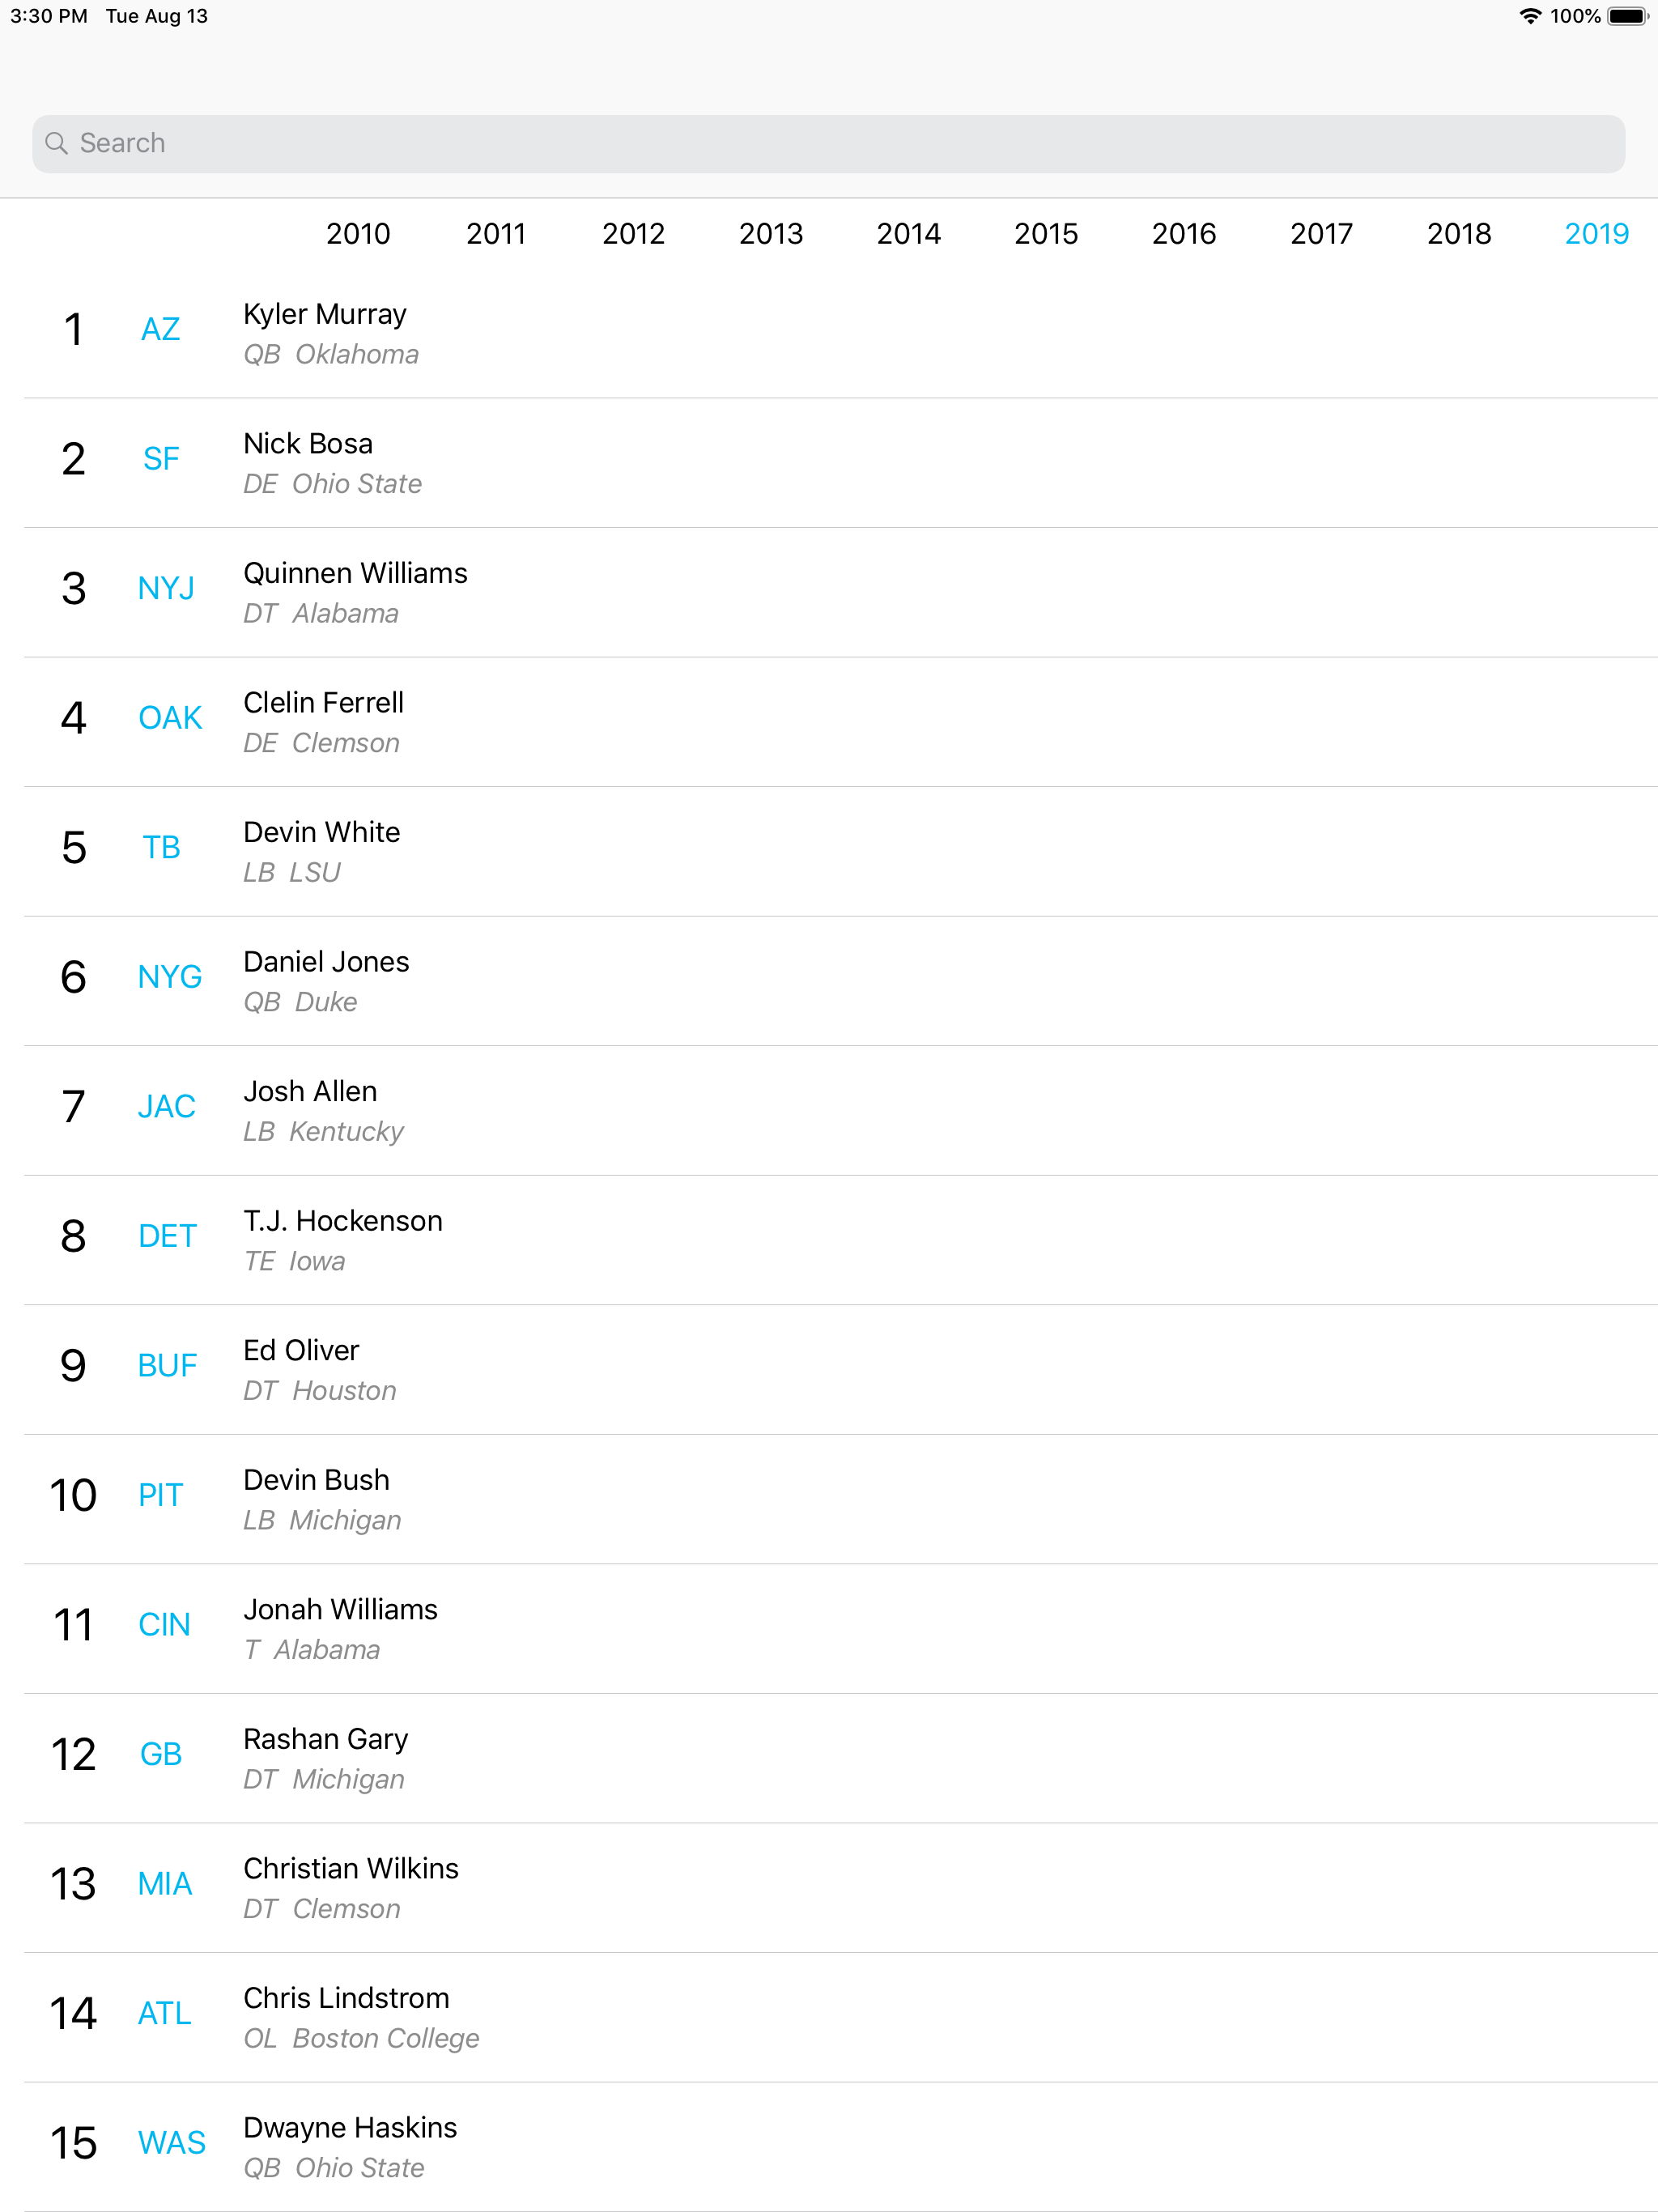 3:30 PM Tue Aug 13 100%
Search
2010 2011 2012 2013 2014 2015 2016 2017 2018 2019
1 AZ Kyler Murray
QB Oklahoma
2 SF Nick Bosa
DE Ohio State
3 NYJ Quinnen Williams
DT Alabama
4 OAK Clelin Ferrell
DE Clemson
5 TB Devin White
LB LSU
6 NYG Daniel Jones
QB Duke
7 JAC Josh Allen
LB Kentucky
8 DET T.J. Hockenson
TE Iowa
9 BUF Ed Oliver
DT Houston
10 PIT Devin Bush
LB Michigan
11 CIN Jonah Williams
T Alabama
12 GB Rashan Gary
DT Michigan
13 MIA Christian Wilkins
DT Clemson
14 ATL Chris Lindstrom
OL Boston College
15 WAS Dwayne Haskins
QB Ohio State